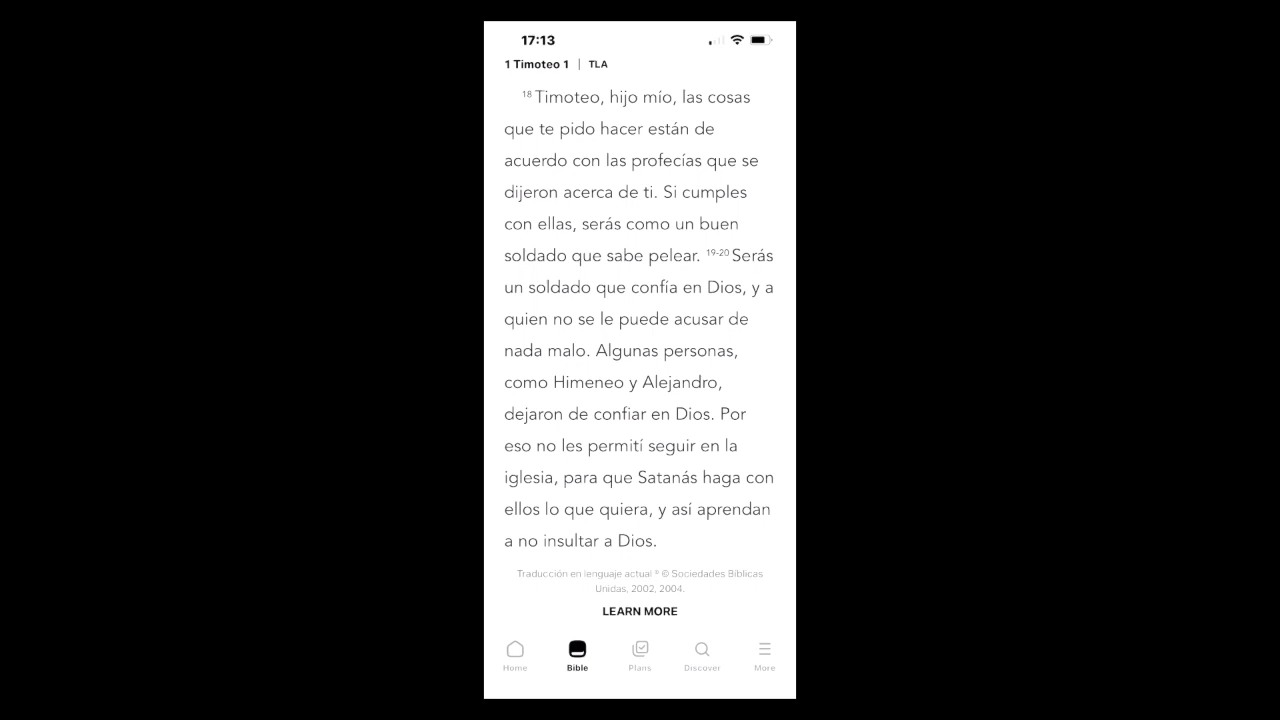 17:13
1 Timoteo 1 | TLA
18 Timoteo, hijo mío, las cosas
que te pido hacer están de
acuerdo con las profecías que se
dijeron acerca de ti. Si cumples
con ellas, serás como un buen
soldado que sabe pelear. 19-20 Serás
un soldado que confía en Dios, y a
quien no se le puede acusar de
nada malo. Algunas personas,
como Himeneo y Alejandro,
dejaron de confiar en Dios. Por
eso no les permití seguir en la
iglesia, para que Satanás haga con
ellos lo que quiera, y así aprendan
a no insultar a Dios.
Traducción en lenguaje actual ® © Sociedades Bíblicas
Unidas, 2002, 2004.
LEARN MORE
Home Bible Plans Discover More